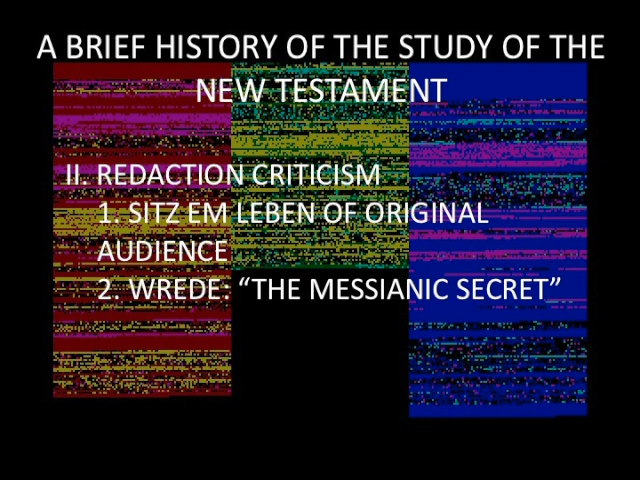 A BRIEF HISTORY OF THE STUDY OF THE
NEW TESTAMENT
II. REDACTION CRITICISM
1. SITZ EM LEBEN OF ORIGINAL
AUDIENCE
2. WREDE: “THE MESSIANIC SECRET”